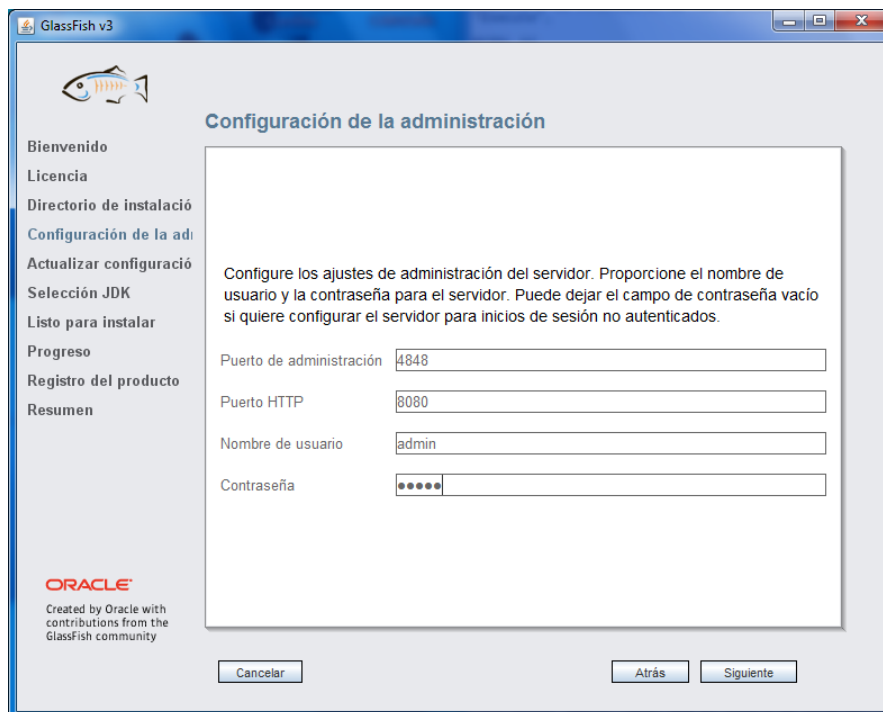 GlassFish v3
Configuración de la administración
Bienvenido
Licencia
Directorio de instalació
Configuración de la adı
Actualizar configuració
Selección JDK
Listo para instalar
Progreso
Registro del producto
Resumen
Configure los ajustes de administración del servidor. Proporcione el nombre de
usuario y la contraseña para el servidor. Puede dejar el campo de contraseña vacío
si quiere configurar el servidor para inicios de sesión no autenticados.
Puerto de administración 4848
Puerto HTTP 8080
Nombre de usuario admin
Contraseña •••••
ORACLE
Created by Oracle with
contributions from the
GlassFish community
Cancelar Atrás Siguiente